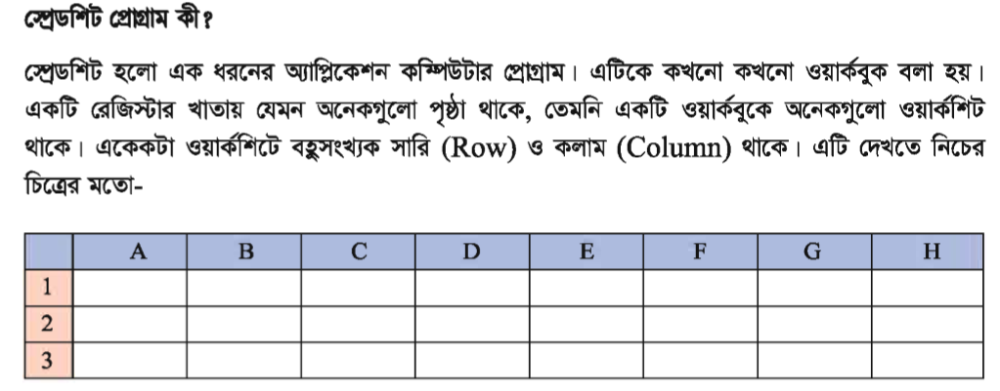 স্প্রেডশিট প্রোগ্রাম কী?
স্প্রেডশিট হলো এক ধরনের অ্যাপ্লিকেশন কম্পিউটার প্রোগ্রাম। এটিকে কখনো কখনো ওয়ার্কবুক বলা হয়।
একটি রেজিস্টার খাতায় যেমন অনেকগুলো পৃষ্ঠা থাকে, তেমনি একটি ওয়ার্কবুকে অনেকগুলো ওয়ার্কশিট
থাকে। একেকটা ওয়ার্কশিটে বহুসংখ্যক সারি (Row) ও কলাম (Column) থাকে। এটি দেখতে নিচের
চিত্রের মতো-
A B C D E F G H
1
2
3